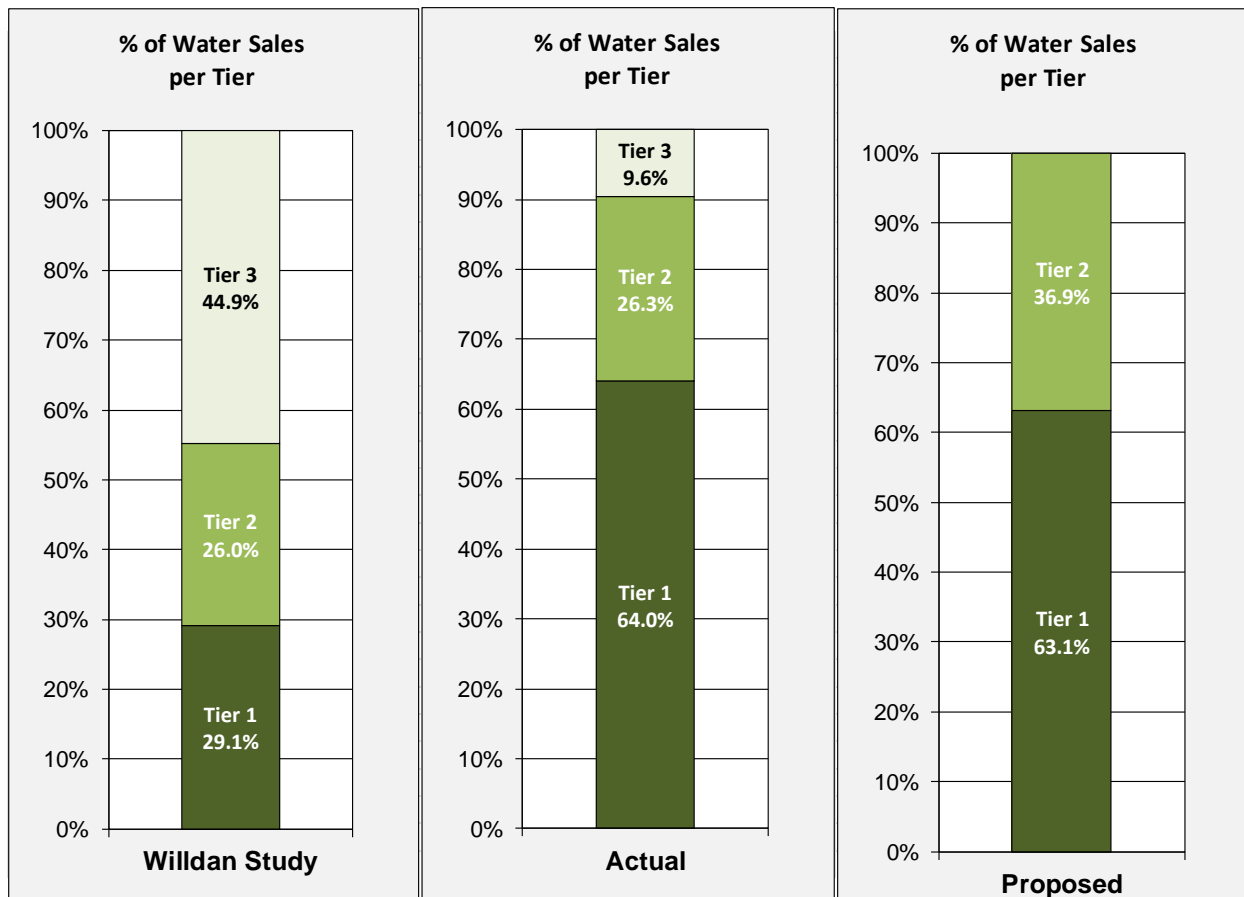 % of Water Sales
per Tier
100%
90%
80%
70%
60%
50%
40%
30%
20%
10%
0%
Tier 3
44.9%
Tier 2
26.0%
Tier 1
29.1%
Willdan Study
% of Water Sales
per Tier
100%
90%
80%
70%
60%
50%
40%
30%
20%
10%
0%
Tier 3
9.6%
Tier 2
26.3%
Tier 1
64.0%
Actual
% of Water Sales
per Tier
100%
90%
80%
70%
60%
50%
40%
30%
20%
10%
0%
Tier 2
36.9%
Tier 1
63.1%
Proposed